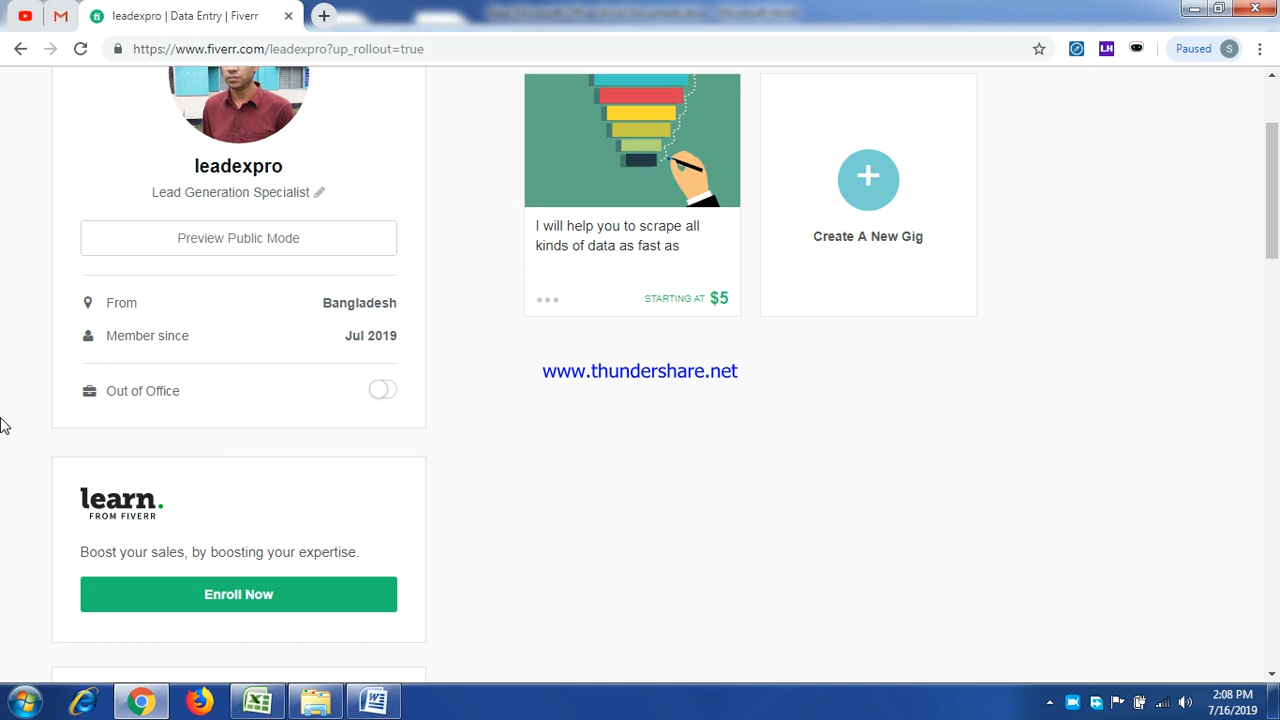 leadexpro | Data Entry | Fiverr
https://www.fiverr.com/leadexpro?up_rollout=true
LH
Paused
S
leadexpro
Lead Generation Specialist
Preview Public Mode
From
Bangladesh
Member since
Jul 2019
Out of Office
learn.
FROM FIVERR
Boost your sales, by boosting your expertise.
Enroll Now
I will help you to scrape all
kinds of data as fast as
STARTING AT $5
Create A New Gig
www.thundershare.net
2:08 PM
7/16/2019